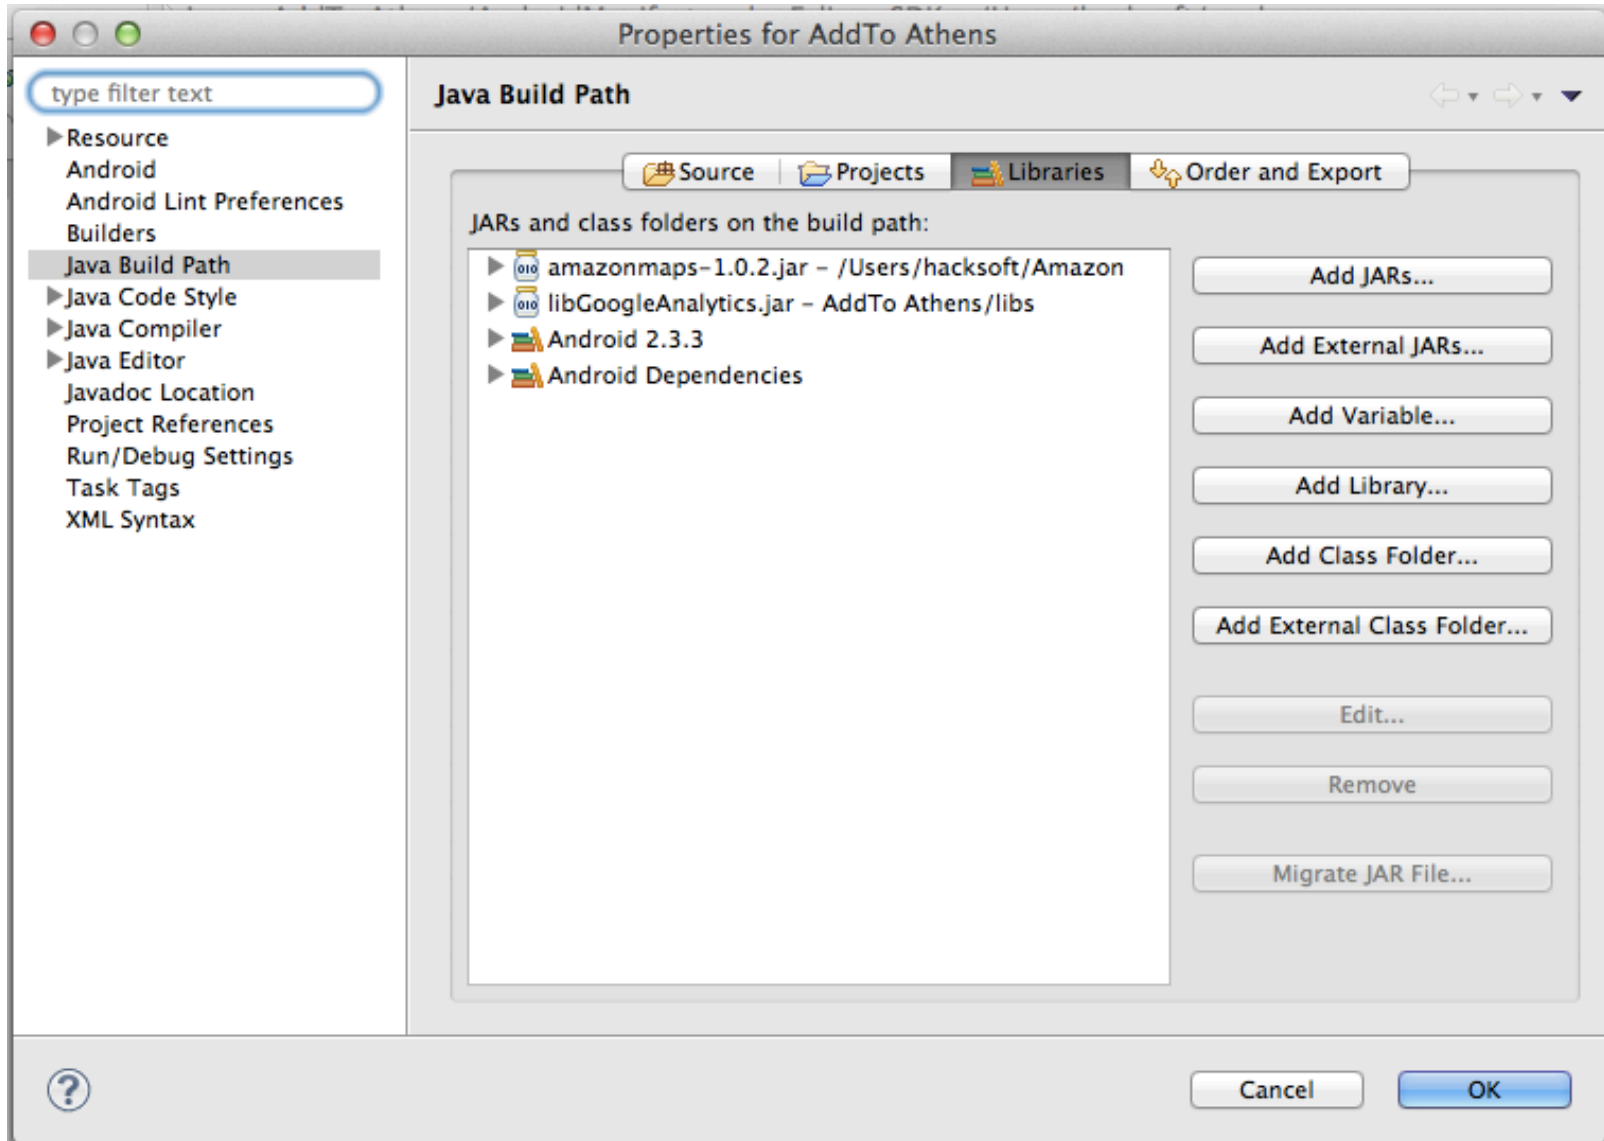 Properties for AddTo Athens
type filter text
Resource
Android
Android Lint Preferences
Builders
Java Build Path
Java Code Style
Java Compiler
Java Editor
Javadoc Location
Project References
Run/Debug Settings
Task Tags
XML Syntax
Java Build Path
Source Projects Libraries Order and Export
JARs and class folders on the build path:
amazonmaps-1.0.2.jar - /Users/hacksoft/Amazon
libGoogleAnalytics.jar - AddTo Athens/libs
Android 2.3.3
Android Dependencies
Add JARs...
Add External JARs...
Add Variable...
Add Library...
Add Class Folder...
Add External Class Folder...
Edit...
Remove
Migrate JAR File...
?
Cancel OK